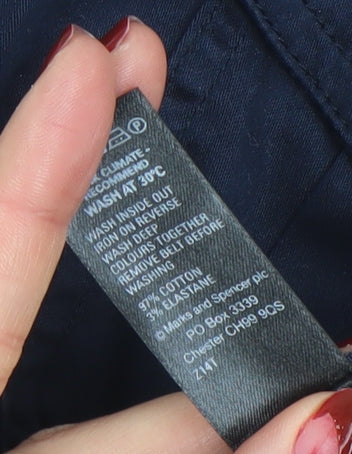 P
CLIMATE -
RECOMMEND
WASH AT 30°C
WASH INSIDE OUT
IRON ON REVERSE
WASH DEEP
COLOURS TOGETHER
REMOVE BELT BEFORE
WASHING
97% COTTON
3% ELASTANE
© Marks and Spencer plc
PO Box 3339
Chester CH99 9QS
Z14T